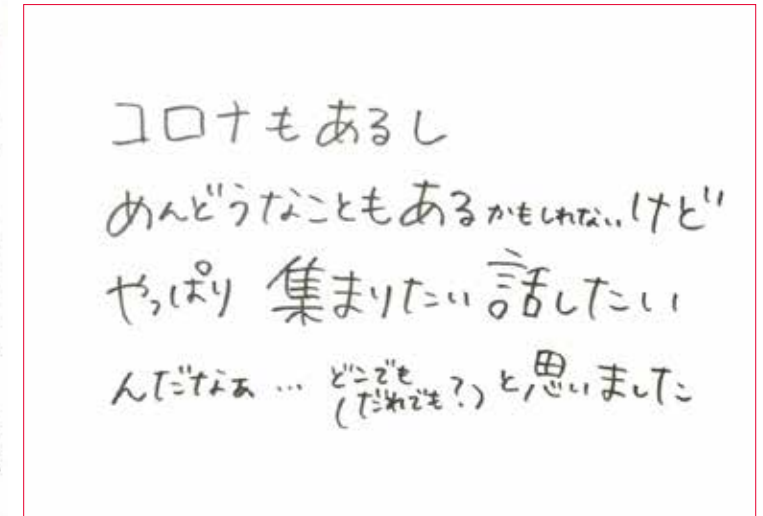 コロナもあるし
めんどうなこともあるかもしれないけど
やっぱり 集まりたい 話したい
んだなぁ… どこでも
(だれでも?) と思いました